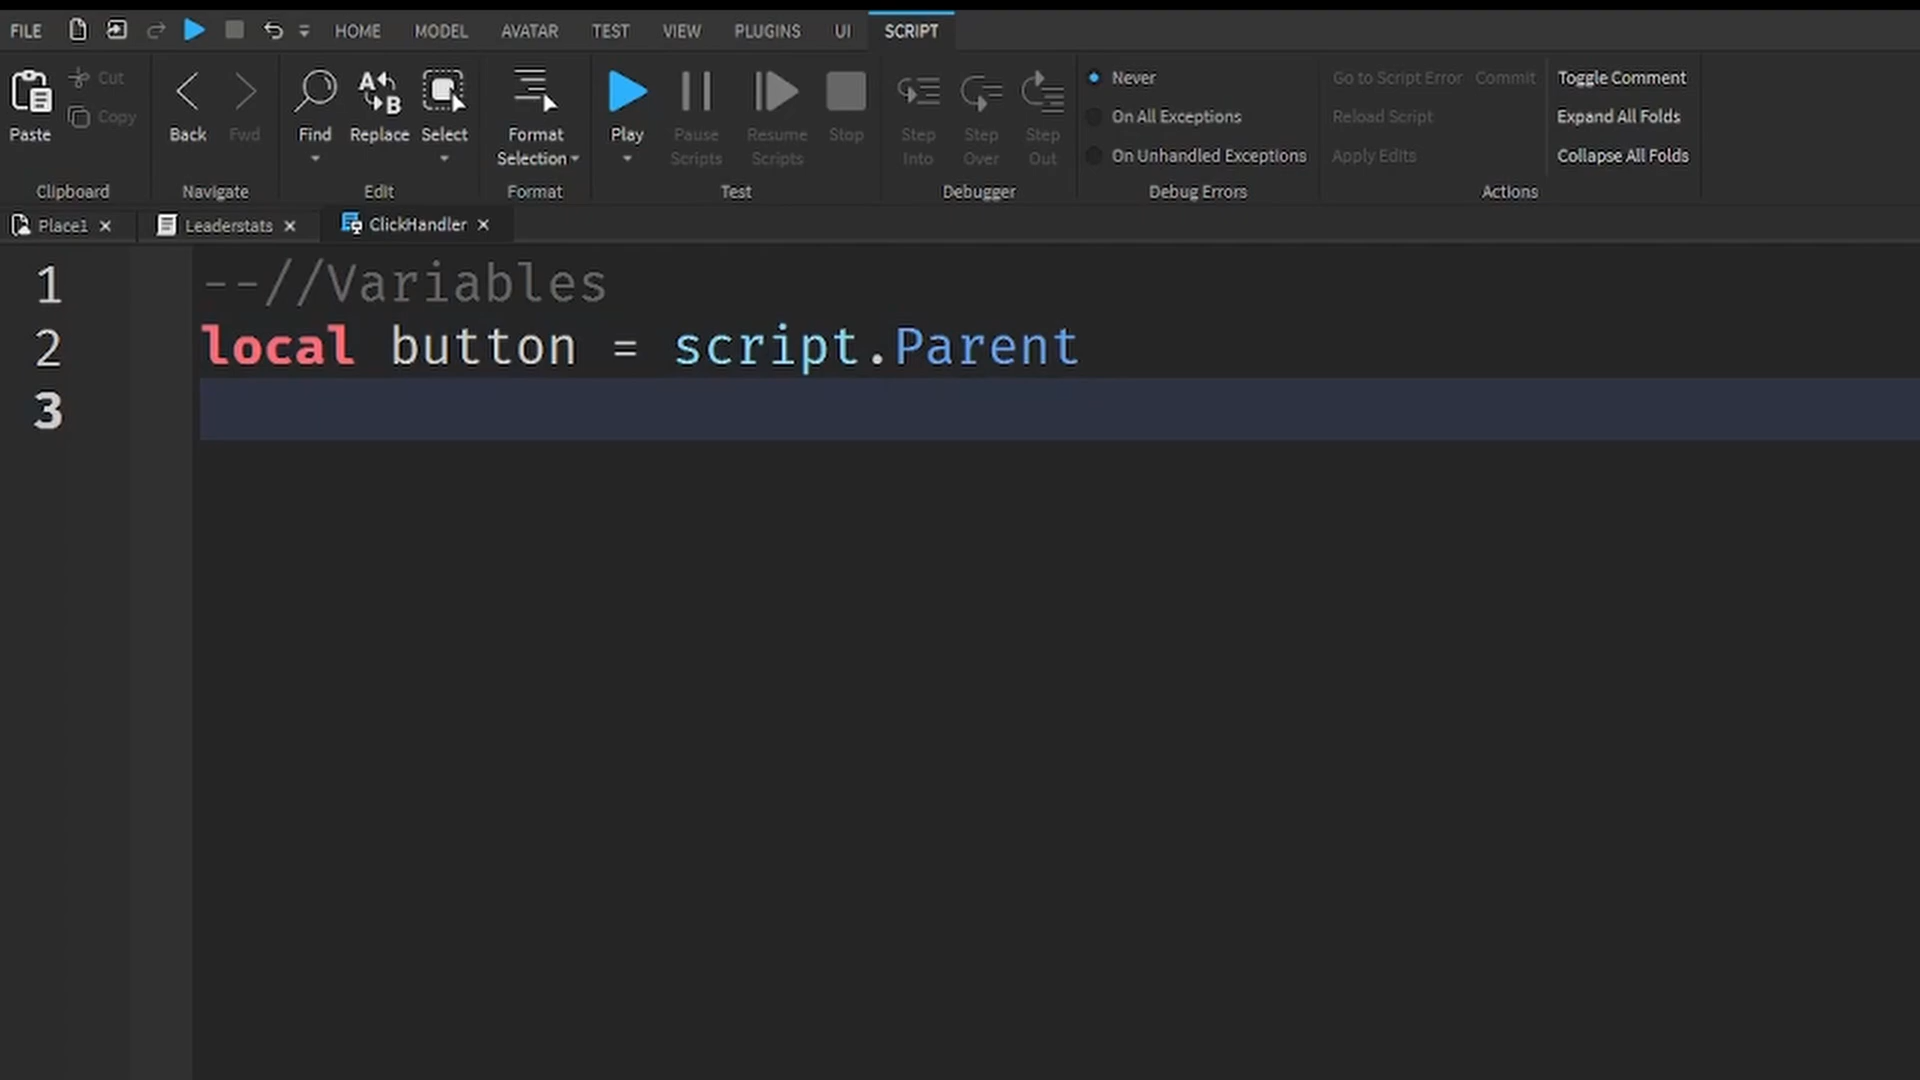 FILE HOME MODEL AVATAR TEST VIEW PLUGINS UI SCRIPT
Paste Cut Copy
Clipboard
Back Fwd
Navigate
Find Replace Select
Edit
Format
Selection
Format
Play Pause Scripts Resume Scripts Stop
Test
Step Into Step Over Step Out
Debugger
Never
On All Exceptions
On Unhandled Exceptions
Debug Errors
Go to Script Error Commit
Reload Script
Apply Edits
Toggle Comment
Expand All Folds
Collapse All Folds
Actions
Place1 Leaderstats ClickHandler
1 --//Variables
2 local button = script.Parent
3